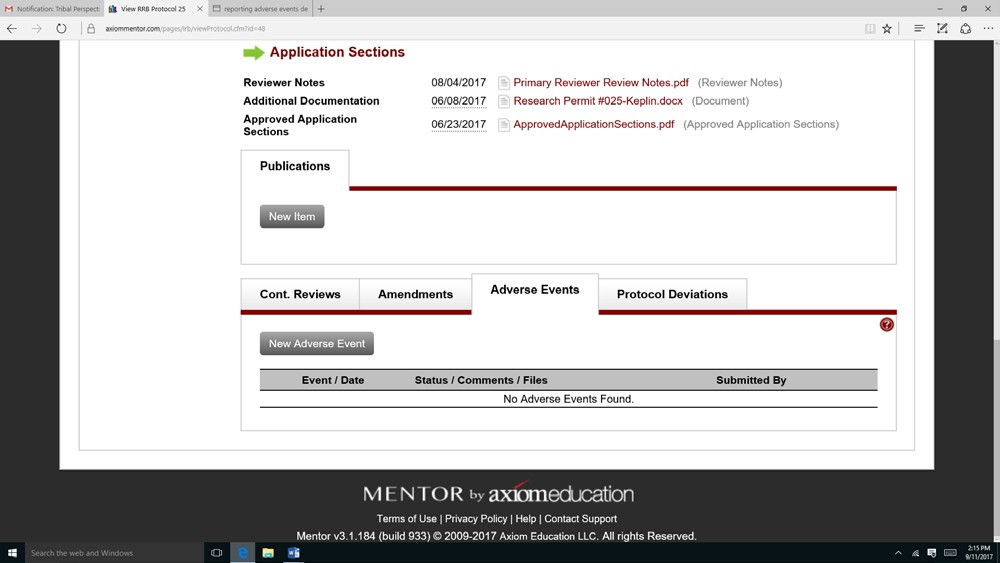 Notification: Tribal Perspecti
View RRB Protocol 25
reporting adverse events de
axiommentor.com/pages/irb/viewProtocol.cfm?id=48
Application Sections
Reviewer Notes 08/04/2017 Primary Reviewer Review Notes.pdf (Reviewer Notes)
Additional Documentation 06/08/2017 Research Permit #025-Keplin.docx (Document)
Approved Application Sections 06/23/2017 ApprovedApplicationSections.pdf (Approved Application Sections)
Publications
New Item
Cont. Reviews Amendments Adverse Events Protocol Deviations
?
New Adverse Event
Event / Date Status / Comments / Files Submitted By
No Adverse Events Found.
MENTOR by axiomeducation
Terms of Use | Privacy Policy | Help | Contact Support
Mentor v3.1.184 (build 933) © 2009-2017 Axiom Education LLC. All rights Reserved.
Search the web and Windows
2:15 PM
9/11/2017